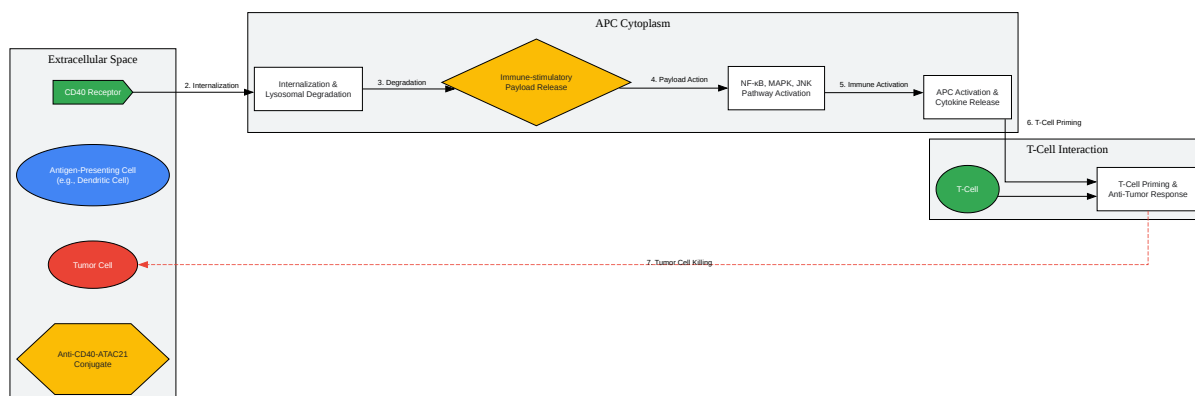 APC Cytoplasm
Extracellular Space
CD40 Receptor
2. Internalization
Internalization &
Lysosomal Degradation
3. Degradation
Immune-stimulatory
Payload Release
4. Payload Action
NF-κB, MAPK, JNK
Pathway Activation
5. Immune Activation
APC Activation &
Cytokine Release
6. T-Cell Priming
T-Cell Interaction
Antigen-Presenting Cell
(e.g., Dendritic Cell)
T-Cell
T-Cell Priming &
Anti-Tumor Response
Tumor Cell
7. Tumor Cell Killing
Anti-CD40-ATAC21
Conjugate